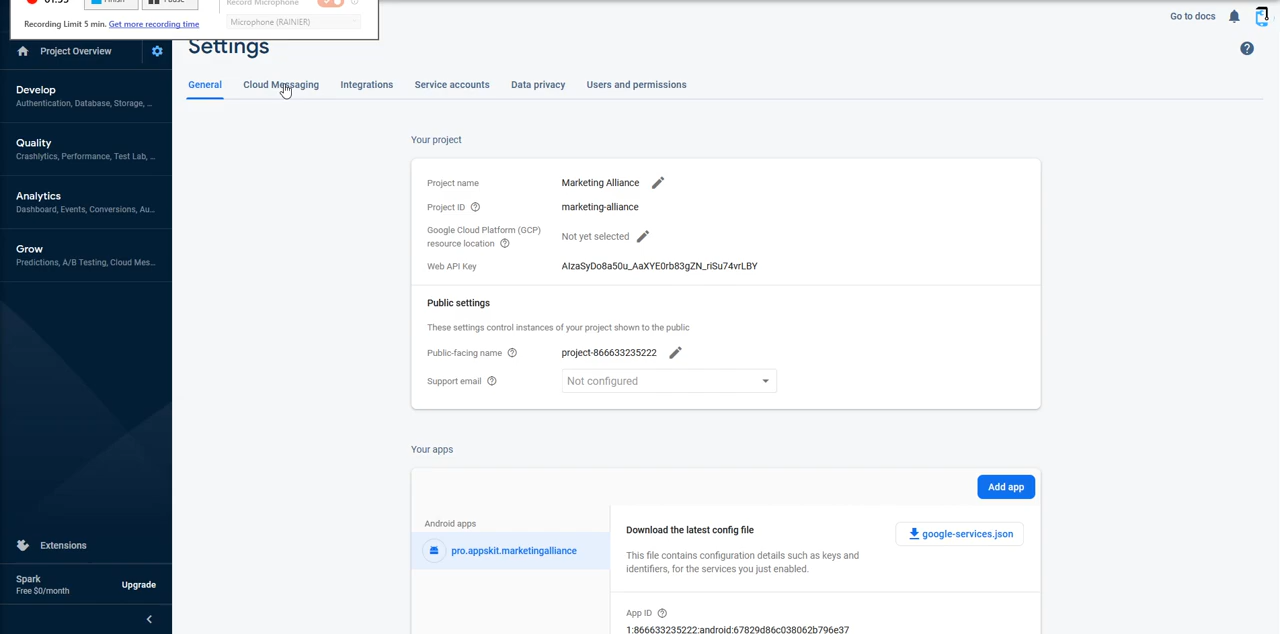 01:55
Finish
Pause
Record Microphone
Recording Limit 5 min. Get more recording time
Microphone (RAINIER)
Go to docs
Project Overview
Settings
General Cloud Messaging Integrations Service accounts Data privacy Users and permissions
Develop
Authentication, Database, Storage, ...
Quality
Crashlytics, Performance, Test Lab, ...
Analytics
Dashboard, Events, Conversions, Au...
Grow
Predictions, A/B Testing, Cloud Mes...
Extensions
Spark
Free $0/month
Upgrade
Your project
Project name Marketing Alliance
Project ID marketing-alliance
Google Cloud Platform (GCP)
resource location Not yet selected
Web API Key AIzaSyDo8a50u_AaXYE0rb83gZN_riSu74vrLBY
Public settings
These settings control instances of your project shown to the public
Public-facing name project-866633235222
Support email Not configured
Your apps
Add app
Android apps
pro.appskit.marketingalliance
Download the latest config file
google-services.json
This file contains configuration details such as keys and
identifiers, for the services you just enabled.
App ID
1:866633235222:android:67829d86c038062b796e37